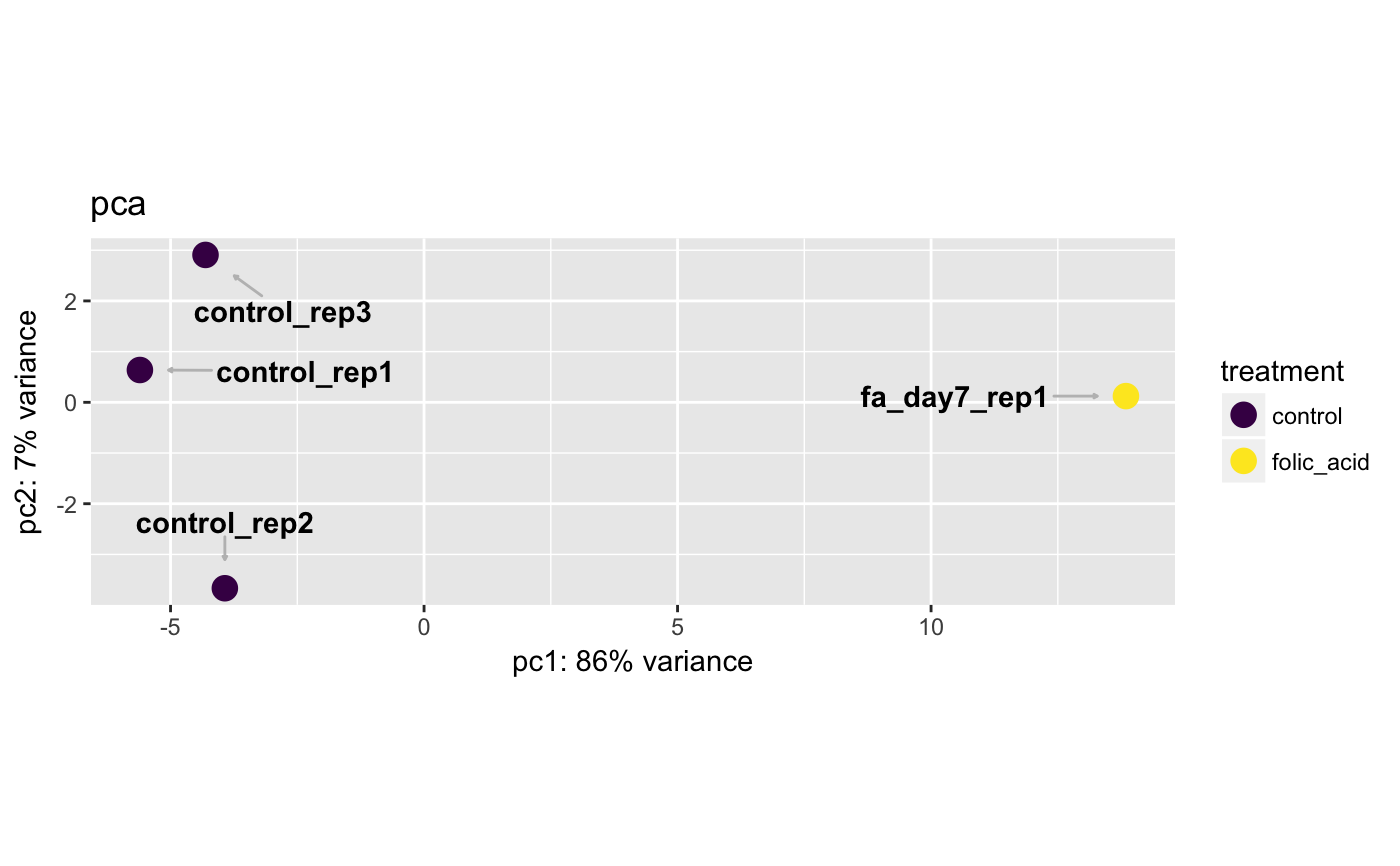 pca
pc2: 7% variance
2
0
-2
control_rep3
control_rep1
control_rep2
fa_day7_rep1
-5
0
5
10
pc1: 86% variance
treatment
control
folic_acid